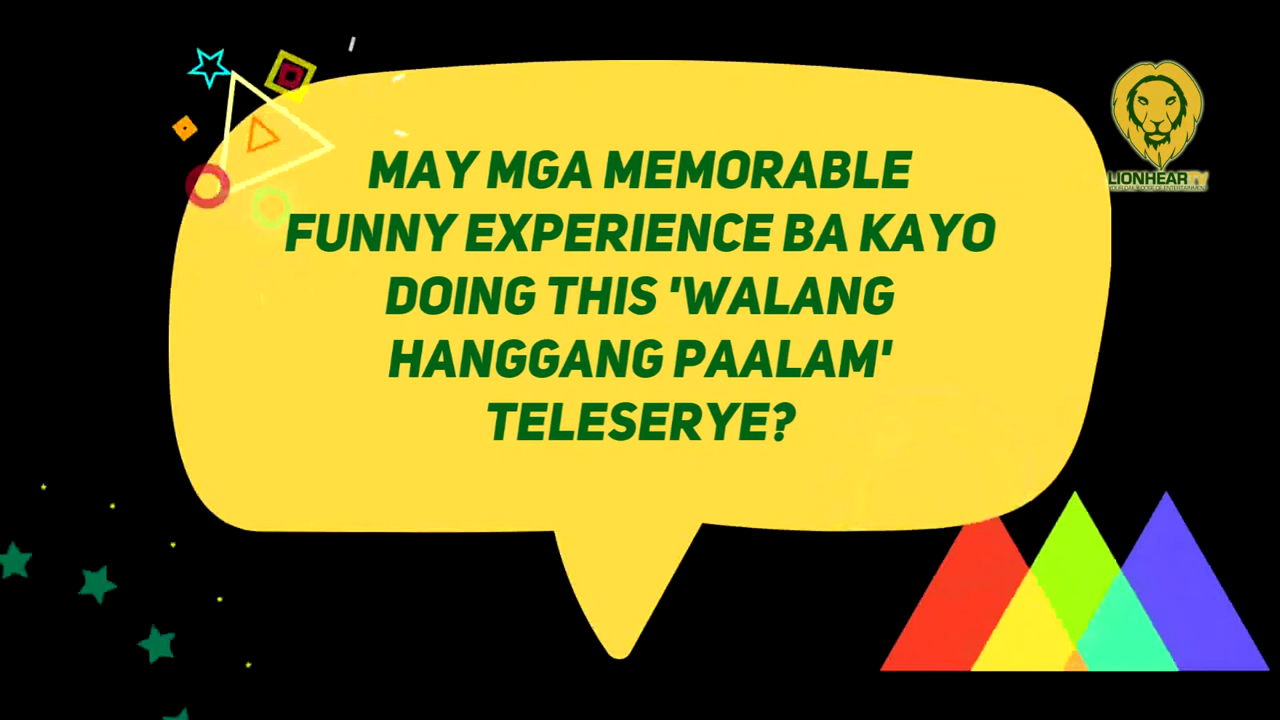 MAY MGA MEMORABLE
FUNNY EXPERIENCE BA KAYO
DOING THIS 'WALANG
HANGGANG PAALAM'
TELESERYE?
LIONHEARTV